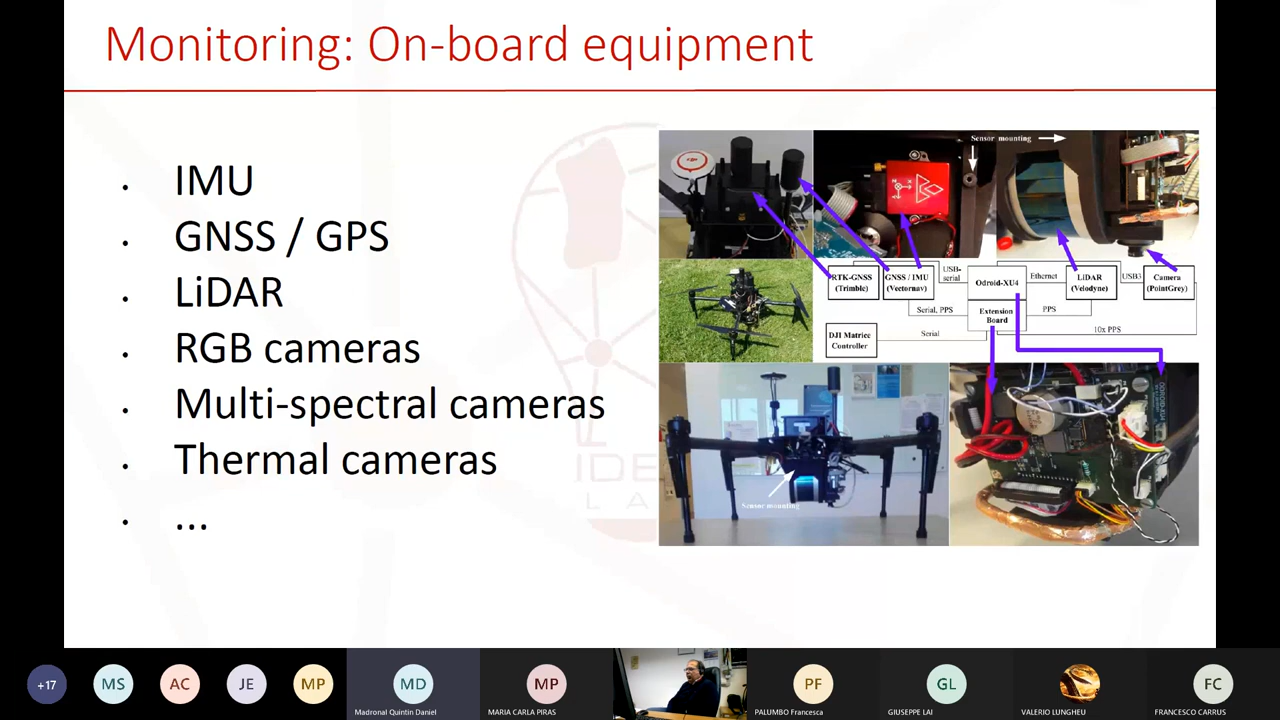 Monitoring: On-board equipment
• IMU
• GNSS / GPS
• LiDAR
• RGB cameras
• Multi-spectral cameras
• Thermal cameras
• ...
Sensor mounting
RTK-GNSS
(Trimble)
GNSS / IMU
(Vectornav)
USB-
serial
Odroid-XU4
Ethernet
LiDAR
(Velodyne)
USB3
Camera
(PointGrey)
Serial, PPS
Extension
Board
PPS
DJI Matrice
Controller
Serial
10x PPS
Sensor mounting
IDE
LA
+17
MS
AC
JE
MP
MD
Madronal Quintin Daniel
MP
MARIA CARLA PIRAS
PF
PALUMBO Francesca
GL
GIUSEPPE LAI
VALERIO LUNGHEU
FC
FRANCESCO CARRUS